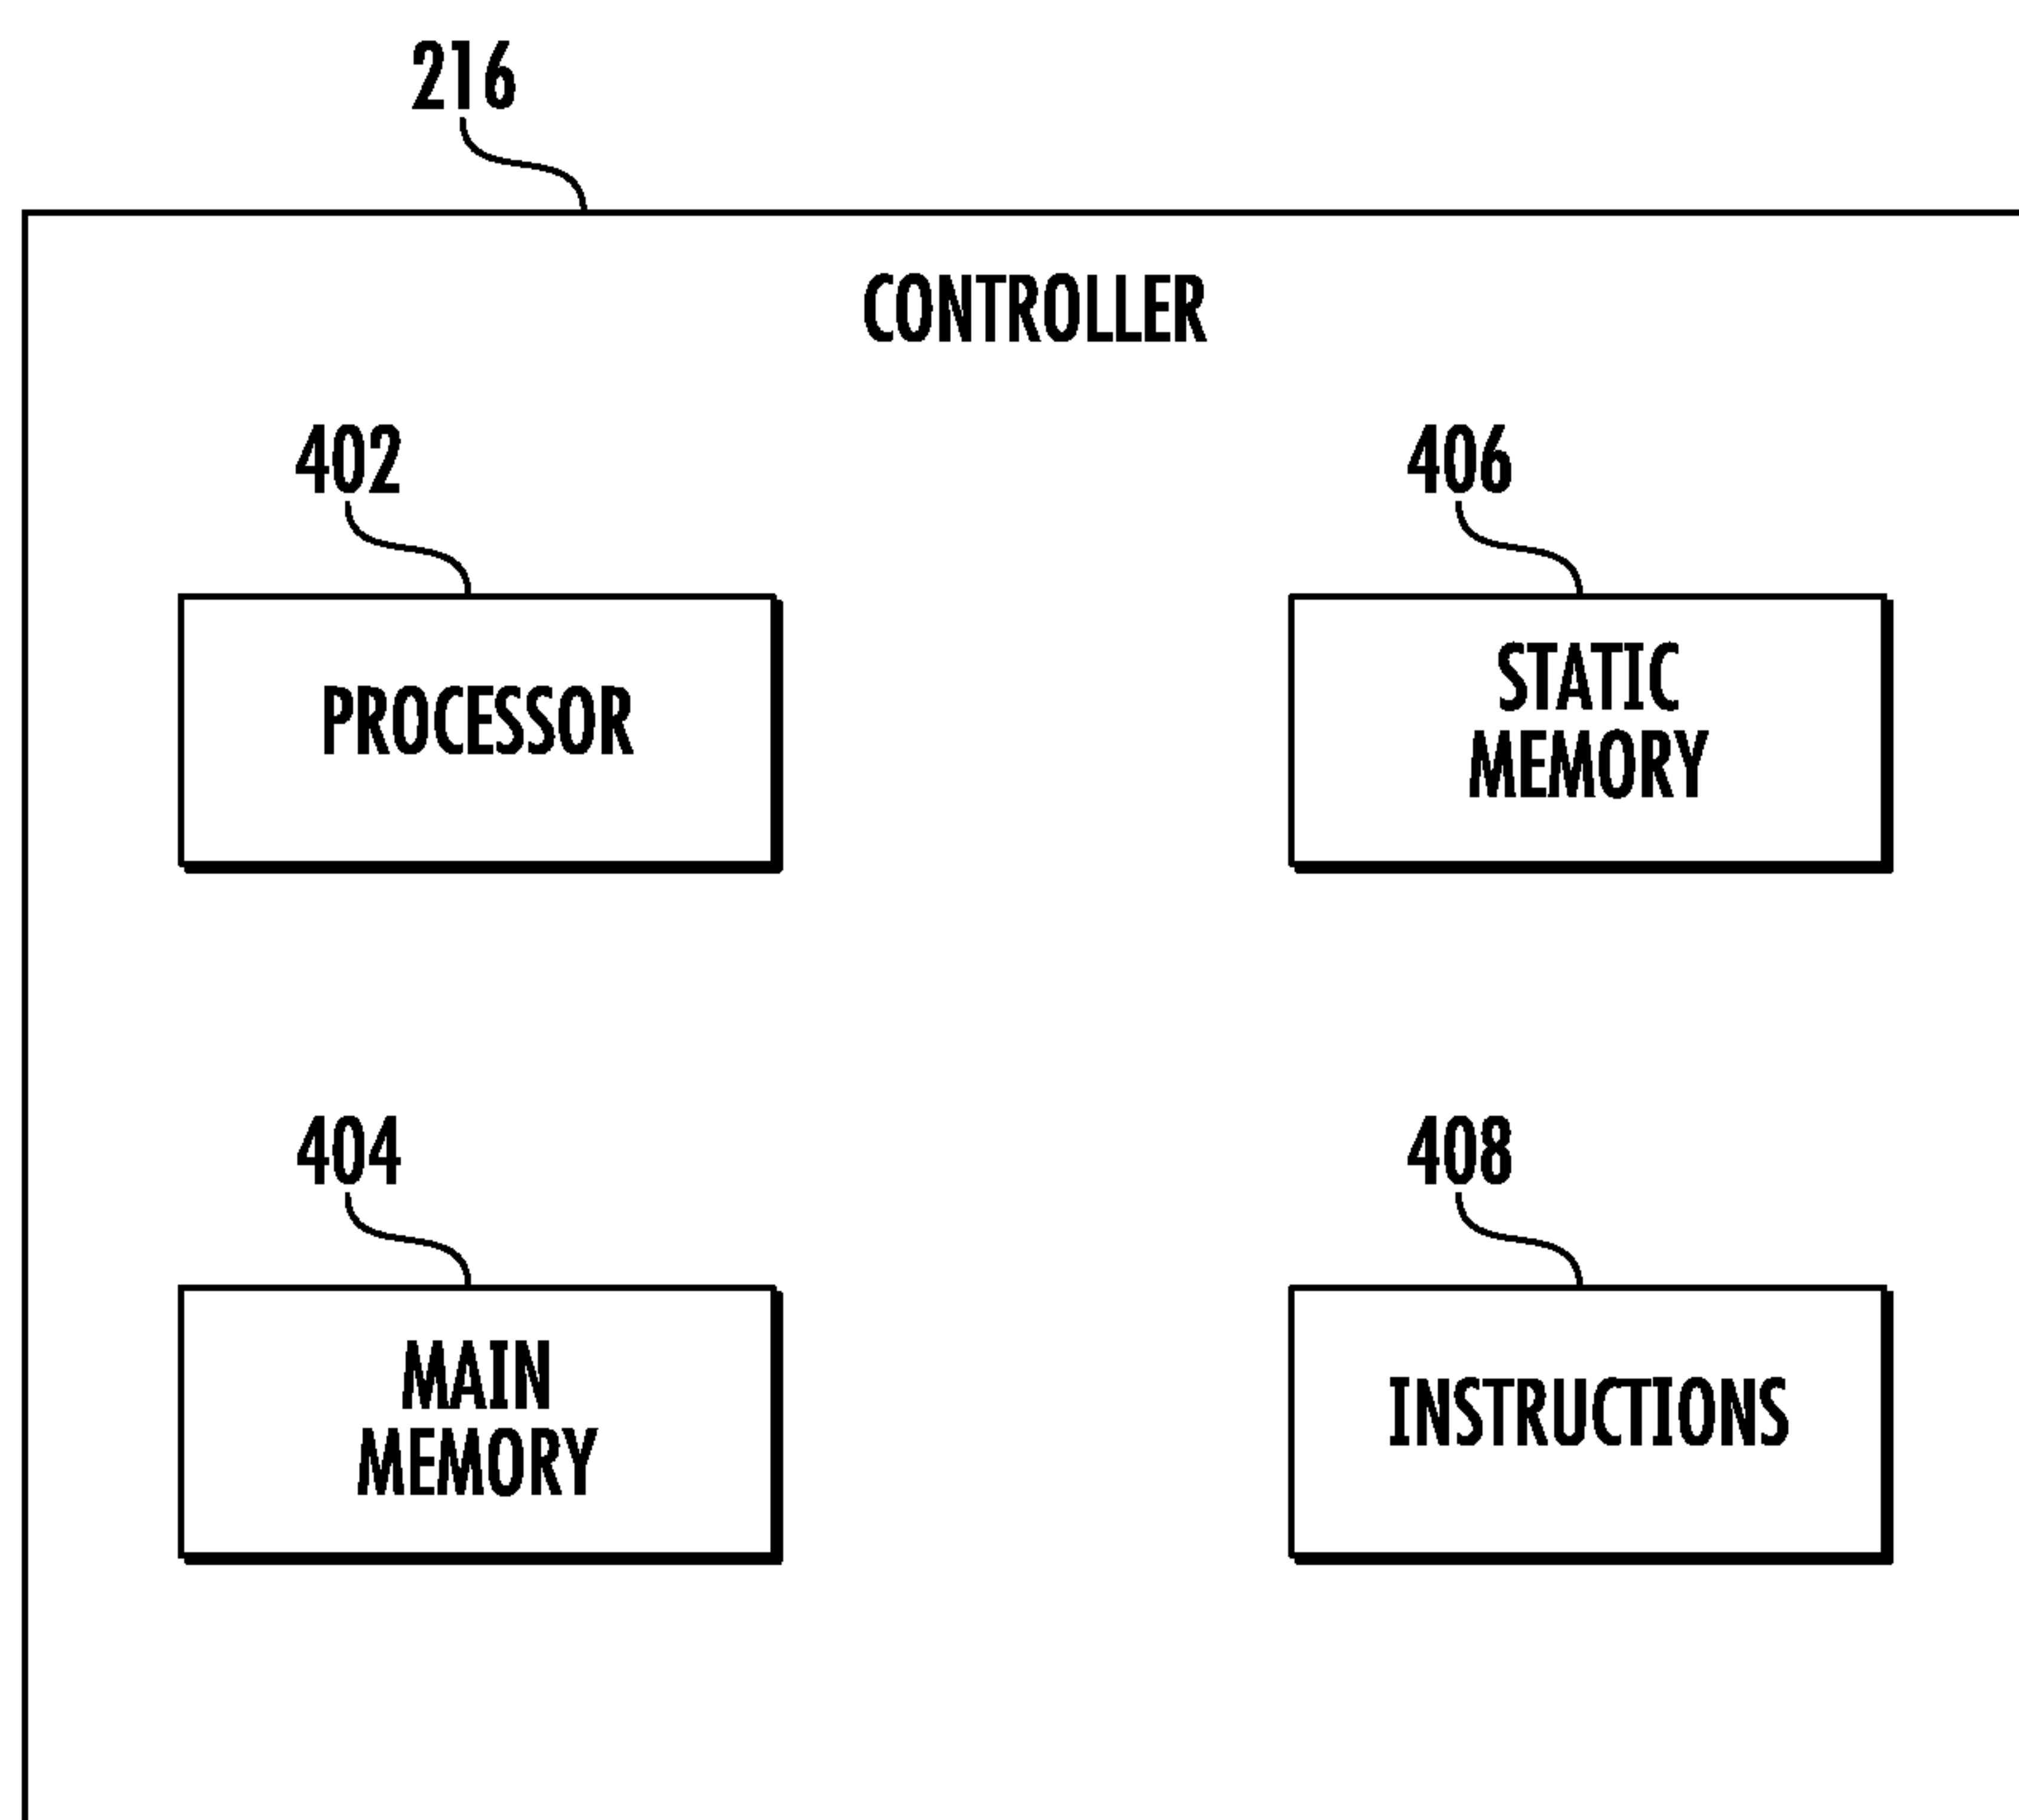 216
CONTROLLER
402
406
PROCESSOR
STATIC
MEMORY
404
408
MAIN
MEMORY
INSTRUCTIONS